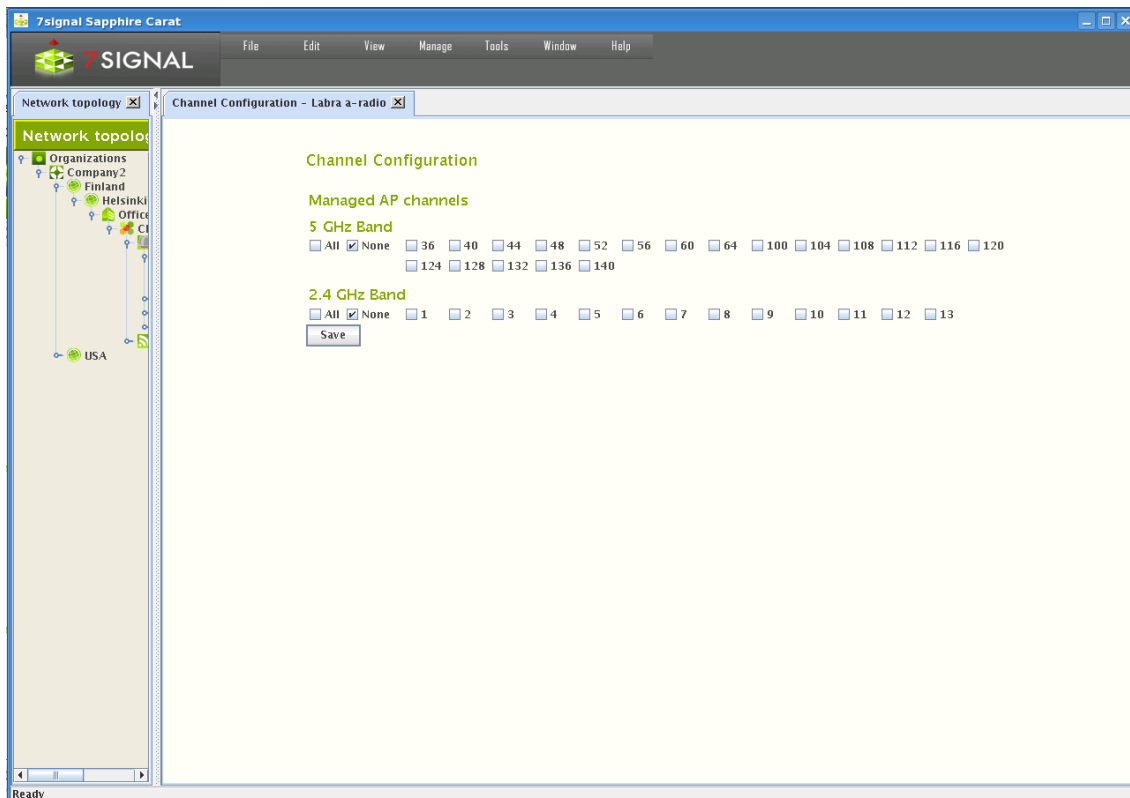 7signal Sapphire Carat
7SIGNAL
File Edit View Manage Tools Window Help
Network topology
Channel Configuration - Labra a-radio
Network topolog
Organizations
Company2
Finland
Helsinki
Office
Cl
USA
Channel Configuration
Managed AP channels
5 GHz Band
All None 36 40 44 48 52 56 60 64 100 104 108 112 116 120
124 128 132 136 140
2.4 GHz Band
All None 1 2 3 4 5 6 7 8 9 10 11 12 13
Save
Ready